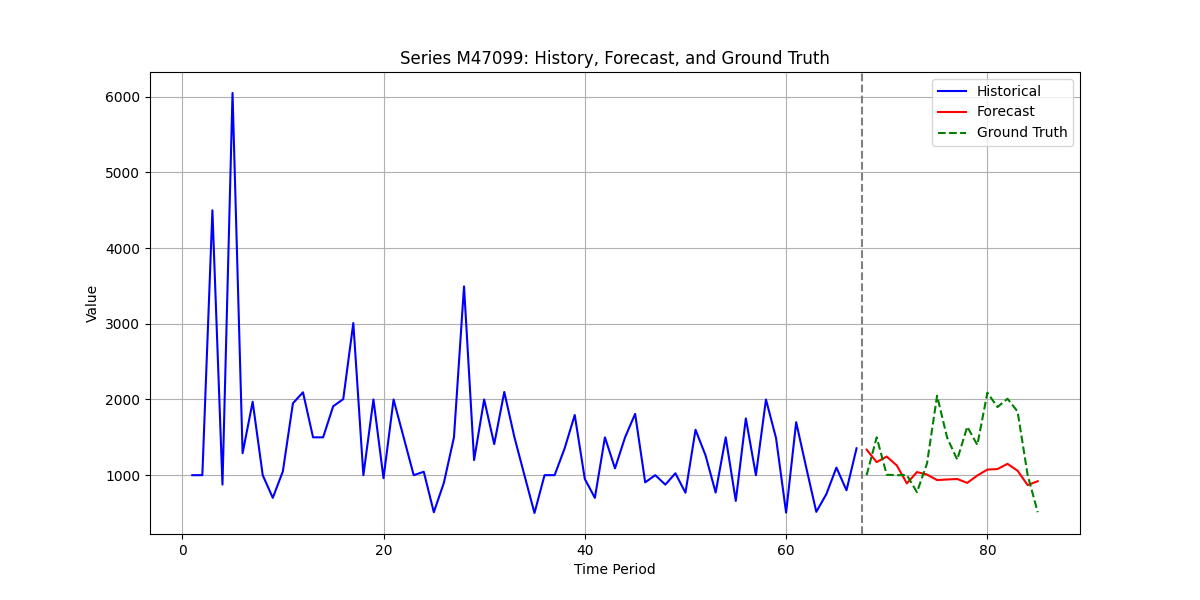 Series M47099: History, Forecast, and Ground Truth
Historical
Forecast
Ground Truth
Value
6000
5000
4000
3000
2000
1000
0
20
40
60
80
Time Period